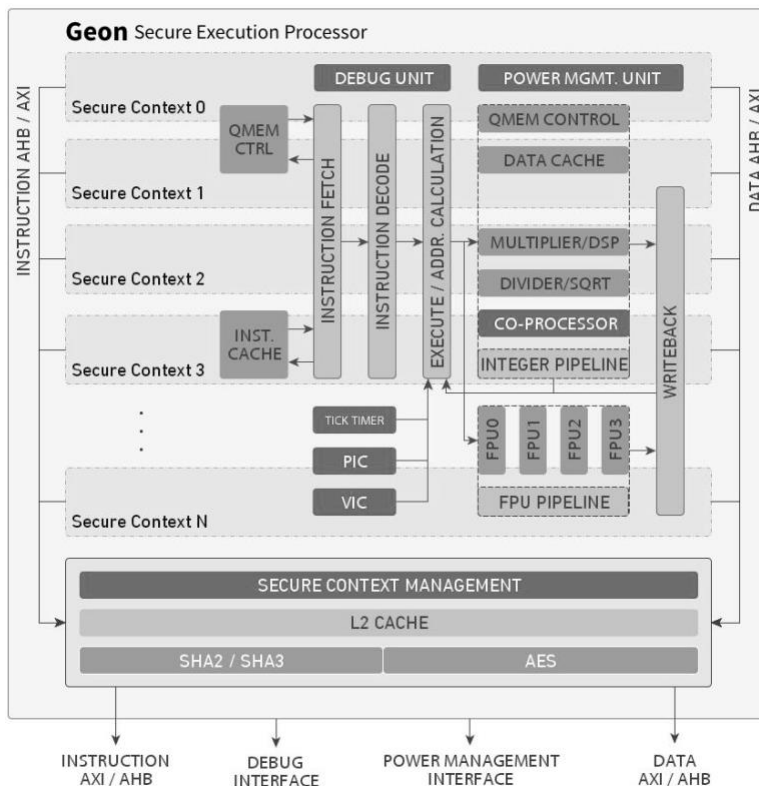 Geon Secure Execution Processor
INSTRUCTION AHB / AXI
DATA AHB / AXI
DEBUG UNIT
POWER MGMT. UNIT
Secure Context 0
QMEM
CTRL
INSTRUCTION FETCH
INSTRUCTION DECODE
EXECUTE / ADDR. CALCULATION
QMEM CONTROL
DATA CACHE
Secure Context 1
MULTIPLIER/DSP
WRITEBACK
Secure Context 2
DIVIDER/SQRT
INST.
CACHE
CO-PROCESSOR
Secure Context 3
INTEGER PIPELINE
TICK TIMER
FPU0
FPU1
FPU2
FPU3
PIC
VIC
FPU PIPELINE
Secure Context N
SECURE CONTEXT MANAGEMENT
L2 CACHE
SHA2 / SHA3
AES
INSTRUCTION
AXI / AHB
DEBUG
INTERFACE
POWER MANAGEMENT
INTERFACE
DATA
AXI / AHB